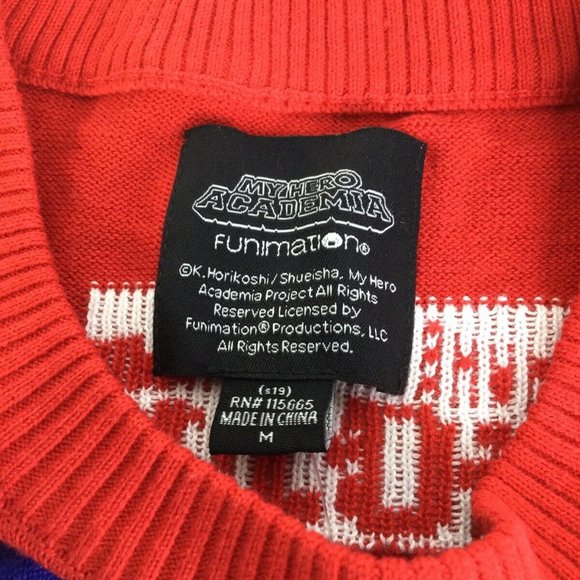 MY HERO
ACADEMIA
FUNIMATION®
©K. Horikoshi / Shueisha, My Hero
Academia Project All Rights
Reserved Licensed by
Funimation® Productions, LLC
All Rights Reserved.
(s19)
RN# 115665
MADE IN CHINA
M